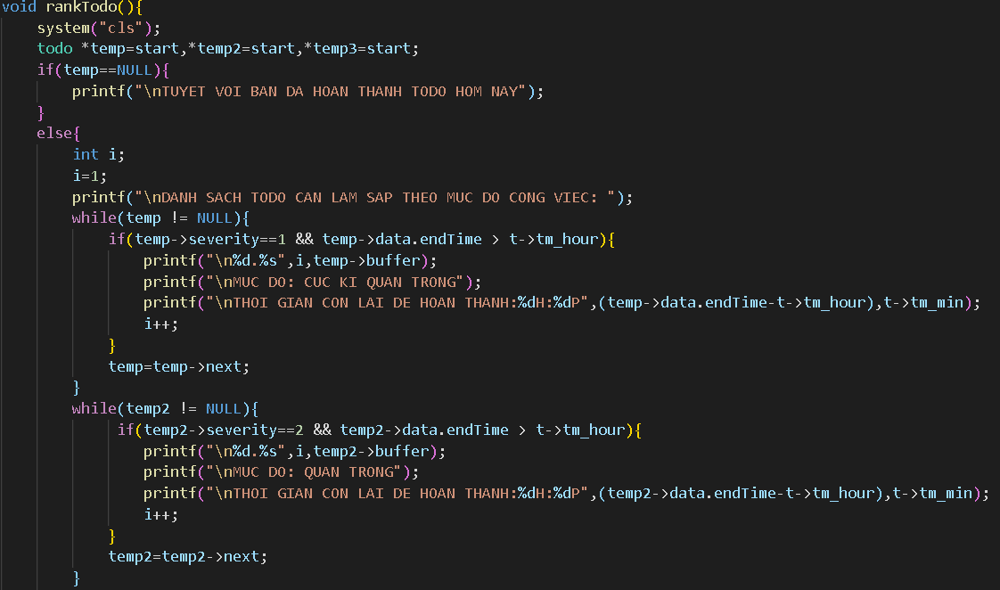 void rankTodo(){
    system("cls");
    todo *temp=start,*temp2=start,*temp3=start;
    if(temp==NULL){
        printf("\nTUYET VOI BAN DA HOAN THANH TODO HOM NAY");
    }
    else{
        int i;
        i=1;
        printf("\nDANH SACH TODO CAN LAM SAP THEO MUC DO CONG VIEC: ");
        while(temp != NULL){
            if(temp->severity==1 && temp->data.endTime > t->tm_hour){
                printf("\n%d.%s",i,temp->buffer);
                printf("\nMUC DO: CUC KI QUAN TRONG");
                printf("\nTHOI GIAN CON LAI DE HOAN THANH:%dH:%dP",(temp->data.endTime-t->tm_hour),t->tm_min);
                i++;
            }
            temp=temp->next;
        }
        while(temp2 != NULL){
             if(temp2->severity==2 && temp2->data.endTime > t->tm_hour){
                printf("\n%d.%s",i,temp2->buffer);
                printf("\nMUC DO: QUAN TRONG");
                printf("\nTHOI GIAN CON LAI DE HOAN THANH:%dH:%dP",(temp2->data.endTime-t->tm_hour),t->tm_min);
                i++;
            }
            temp2=temp2->next;
        }